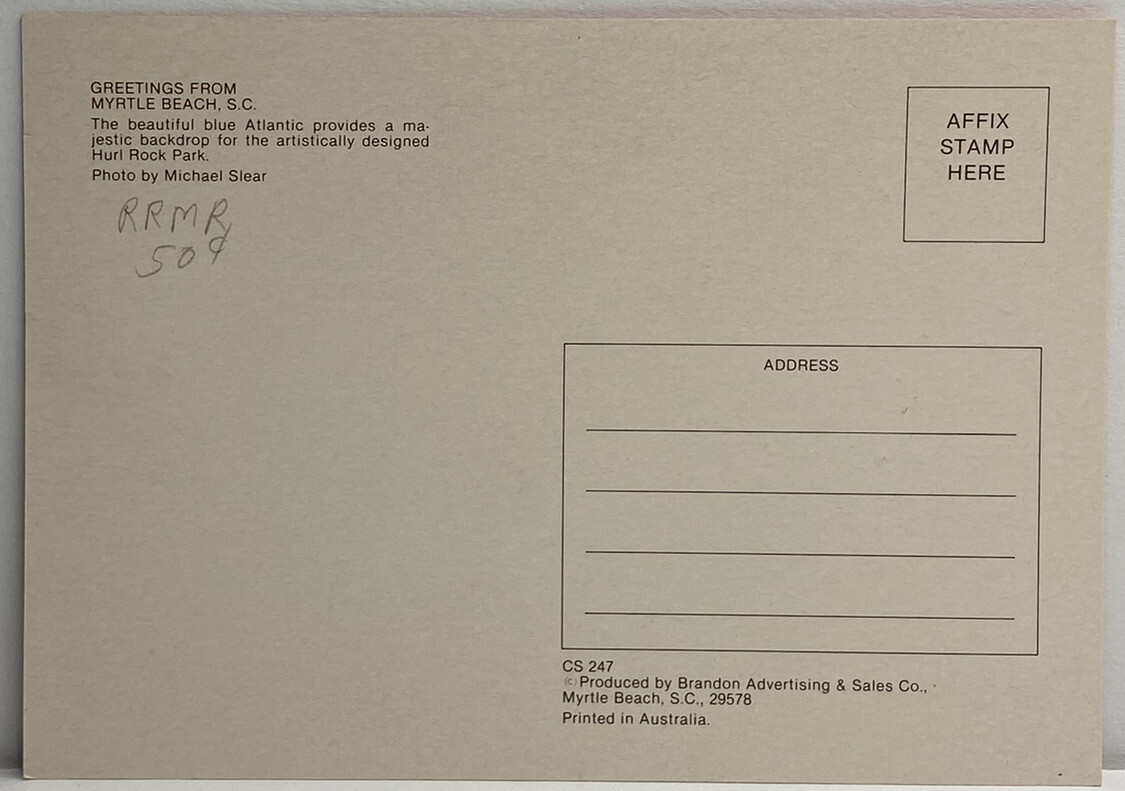 GREETINGS FROM
MYRTLE BEACH, S.C.
The beautiful blue Atlantic provides a ma-
jestic backdrop for the artistically designed
Hurl Rock Park.
Photo by Michael Slear
RRMR
50¢
AFFIX
STAMP
HERE
ADDRESS
CS 247
©Produced by Brandon Advertising & Sales Co.,
Myrtle Beach, S.C., 29578
Printed in Australia.